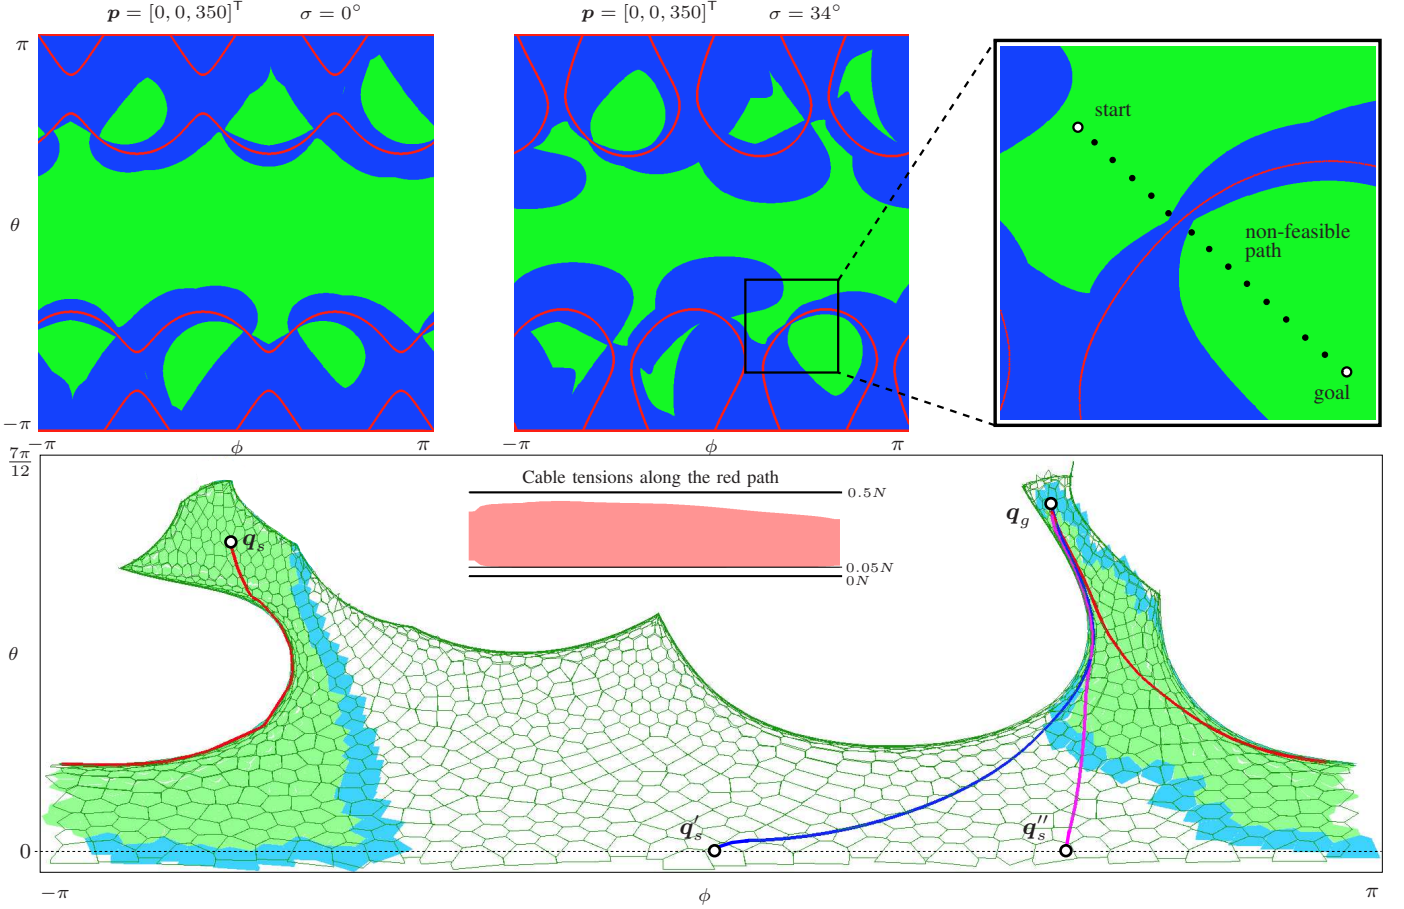 p = [0, 0, 350]ᵀ σ = 0°
p = [0, 0, 350]ᵀ σ = 34°
π
θ
−π
−π
ϕ
π
−π
ϕ
π
start
non-feasible
path
goal
7π/12
θ
0
Cable tensions along the red path
0.5N
0.05N
0N
q_s
q_g
q′_s
q″_s
−π
ϕ
π